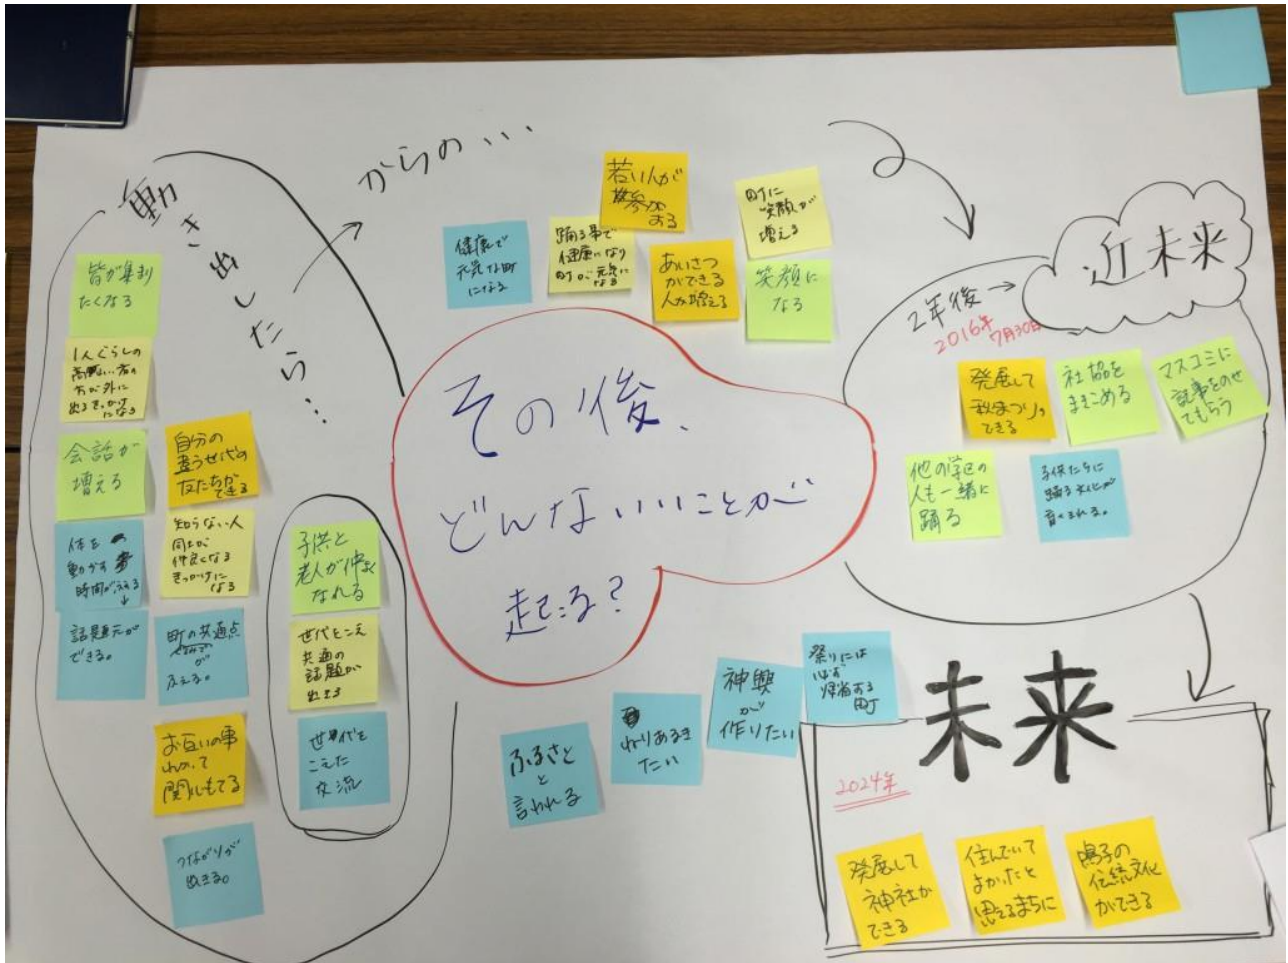 動き出したら...
からの...
皆が集まり
たくなる
1人ぐらしの
方が外に
出るきっかけ
になる
会話が
増える
自分の
違うせ代の
友だちが
できる
体を
動かす
時間がふえる
知らない人
同士が
仲良くなる
きっかけに
なる
話題元が
できる。
町の共通点
が
ふえる。
お互いの事
わかって
関心もてる
つながりが
できる。
子供と
老人が仲よく
なれる
世代をこえ
共通の
話題が
出来る
世代を
こえた
交流
健康で
元気な町
になる
踊る事で
健康になり
町が元気に
なる
若い人が
参加
する
あいさつ
ができる
人が増える
町に
笑顔が
増える
笑顔に
なる
その後、
どんないいことが
起こる?
近未来
2年後→
2016年
7月30日
発展して
秋まつり
できる
社協を
まきこめる
マスコミに
記事をのせ
てもらう
他の学区の
人も一緒に
踊る
子供たちに
踊る文化が
育くまれる。
ふるさと
と
言われる
ねりあるき
たい
神輿
が
作りたい
祭りには
必ず
帰省する
町
未来
2024年
発展して
神社が
できる
住んでいて
よかったと
思えるまちに
鳴子の
伝統文化
ができる